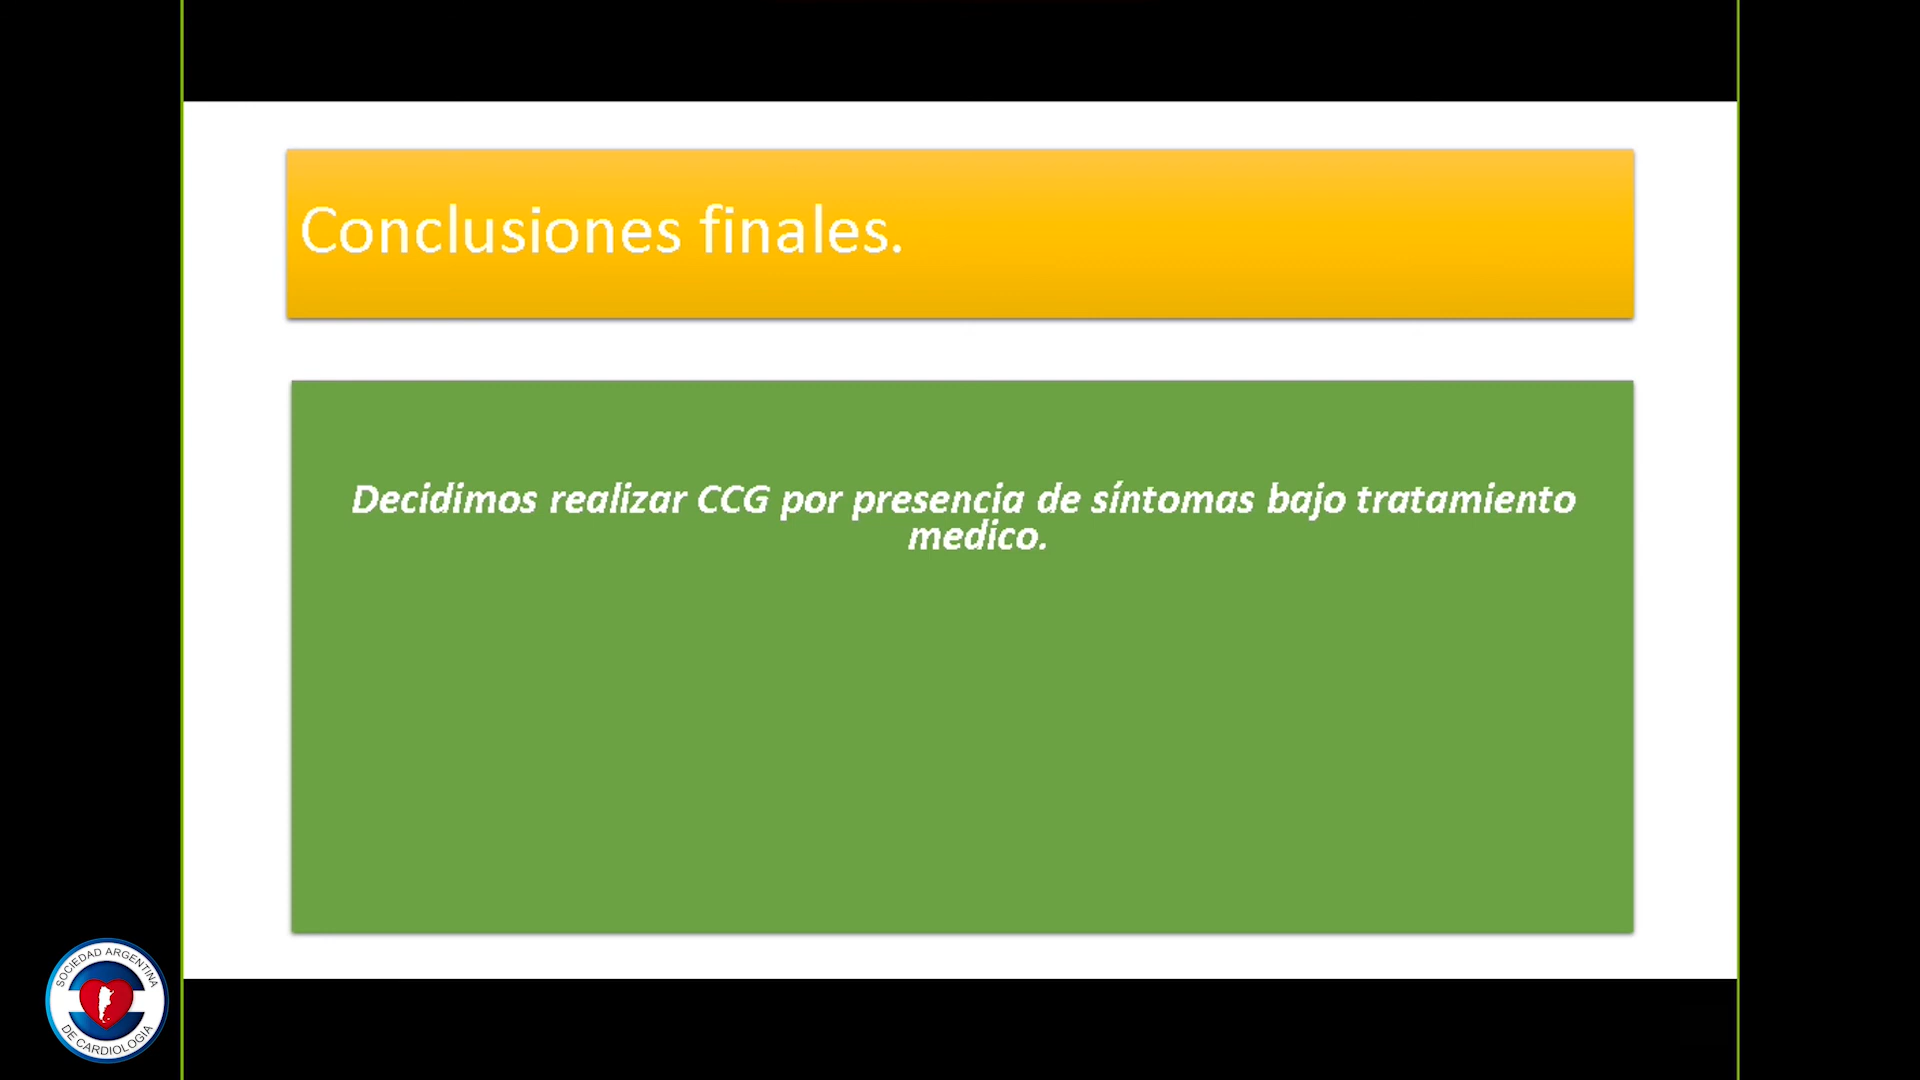 Conclusiones finales.
Decidimos realizar CCG por presencia de síntomas bajo tratamiento
medico.
SOCIEDAD ARGENTINA
DE CARDIOLOGIA